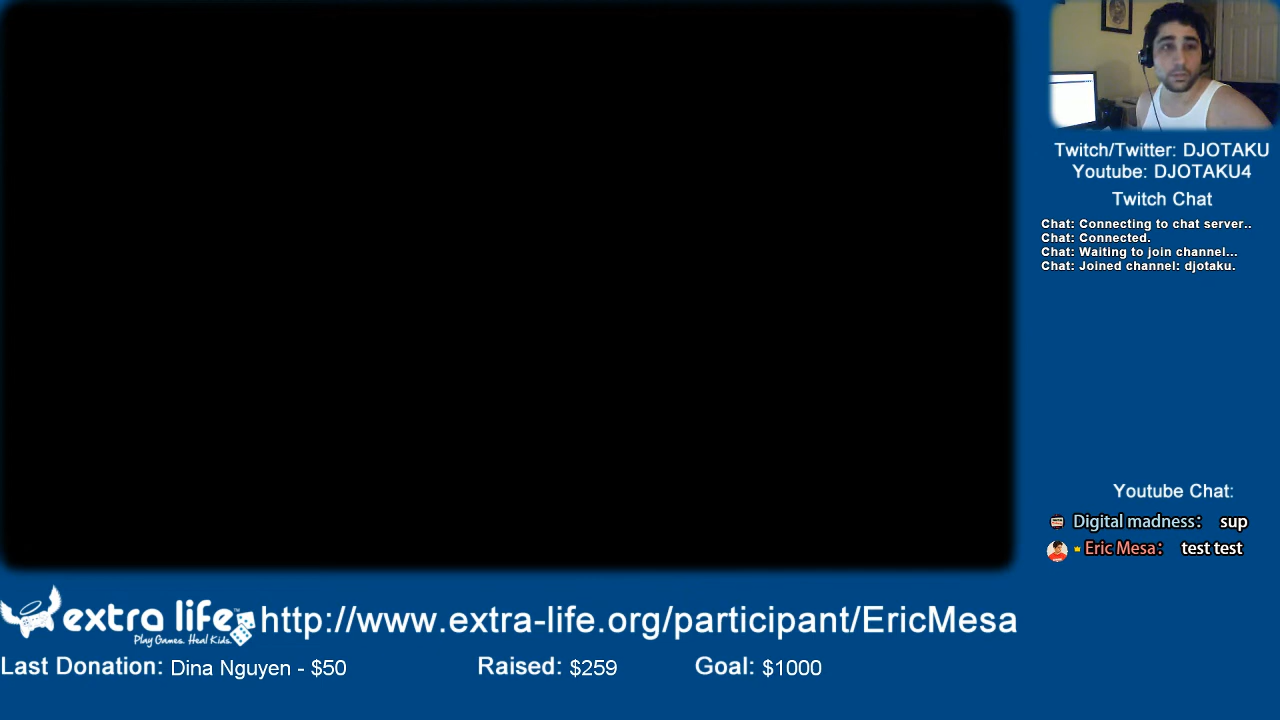 Twitch/Twitter: DJOTAKU
Youtube: DJOTAKU4
Twitch Chat
Chat: Connecting to chat server..
Chat: Connected.
Chat: Waiting to join channel...
Chat: Joined channel: djotaku.
Youtube Chat:
Digital madness: sup
Eric Mesa: test test
extra life™
Play Games. Heal Kids.
http://www.extra-life.org/participant/EricMesa
Last Donation: Dina Nguyen - $50 Raised: $259 Goal: $1000